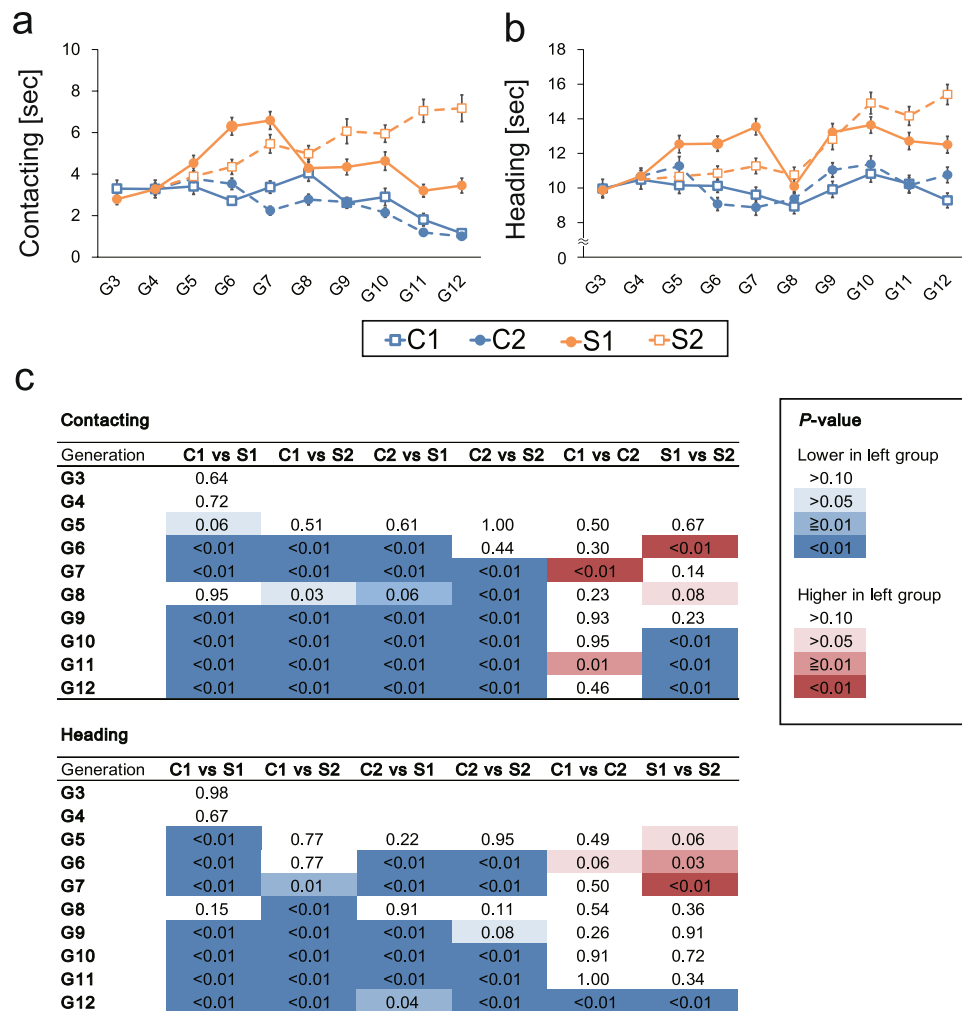 a
b
Contacting [sec]
10
8
6
4
2
0
G3 G4 G5 G6 G7 G8 G9 G10 G11 G12
Heading [sec]
18
16
14
12
10
8
0
G3 G4 G5 G6 G7 G8 G9 G10 G11 G12
C1 C2 S1 S2
c
Contacting
Generation C1 vs S1 C1 vs S2 C2 vs S1 C2 vs S2 C1 vs C2 S1 vs S2
G3 0.64
G4 0.72
G5 0.06 0.51 0.61 1.00 0.50 0.67
G6 <0.01 <0.01 <0.01 0.44 0.30 <0.01
G7 <0.01 <0.01 <0.01 <0.01 <0.01 0.14
G8 0.95 0.03 0.06 <0.01 0.23 0.08
G9 <0.01 <0.01 <0.01 <0.01 0.93 0.23
G10 <0.01 <0.01 <0.01 <0.01 0.95 <0.01
G11 <0.01 <0.01 <0.01 <0.01 0.01 <0.01
G12 <0.01 <0.01 <0.01 <0.01 0.46 <0.01
Heading
Generation C1 vs S1 C1 vs S2 C2 vs S1 C2 vs S2 C1 vs C2 S1 vs S2
G3 0.98
G4 0.67
G5 <0.01 0.77 0.22 0.95 0.49 0.06
G6 <0.01 0.77 <0.01 <0.01 0.06 0.03
G7 <0.01 0.01 <0.01 <0.01 0.50 <0.01
G8 0.15 <0.01 0.91 0.11 0.54 0.36
G9 <0.01 <0.01 <0.01 0.08 0.26 0.91
G10 <0.01 <0.01 <0.01 <0.01 0.91 0.72
G11 <0.01 <0.01 <0.01 <0.01 1.00 0.34
G12 <0.01 <0.01 0.04 <0.01 <0.01 <0.01
P-value
Lower in left group
>0.10
>0.05
≧0.01
<0.01
Higher in left group
>0.10
>0.05
≧0.01
<0.01